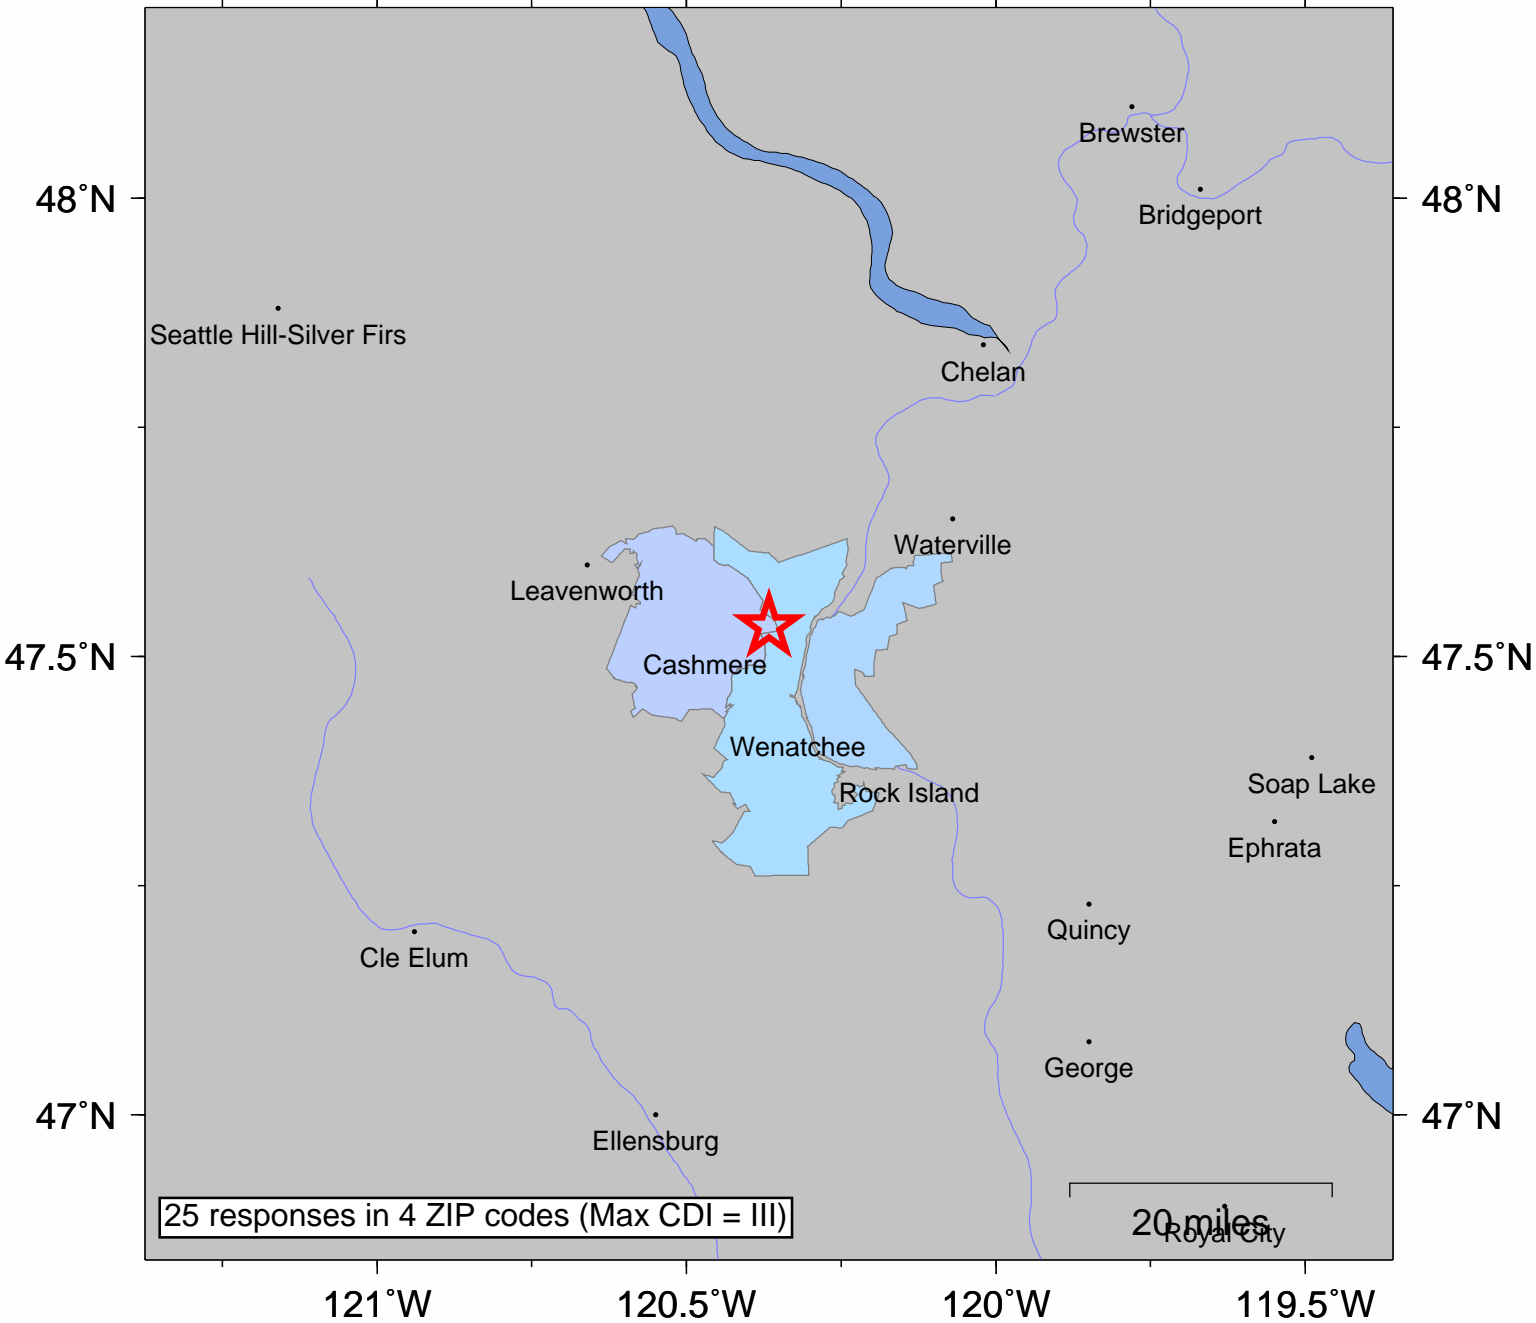 Brewster
48°N
48°N
Bridgeport
Seattle Hill-Silver Firs
Chelan
Waterville
Leavenworth
47.5°N
Cashmere
47.5°N
Wenatchee
Soap Lake
Rock Island
Ephrata
Quincy
Cle Elum
George
47°N
47°N
Ellensburg
25 responses in 4 ZIP codes (Max CDI = III)
20 miles
Royal City
121°W
120.5°W
120°W
119.5°W